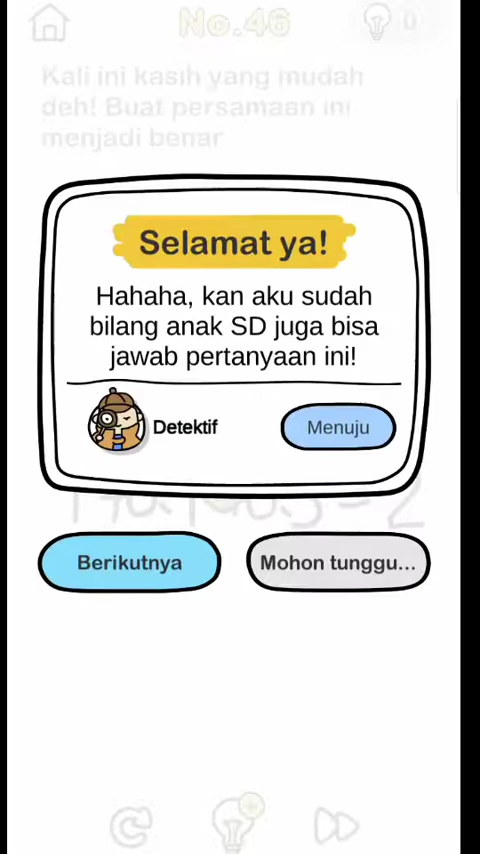 No.46
0
Kali ini kasih yang mudah
deh! Buat persamaan ini
menjadi benar
Selamat ya!
Hahaha, kan aku sudah
bilang anak SD juga bisa
jawab pertanyaan ini!
Detektif
Menuju
Berikutnya
Mohon tunggu...